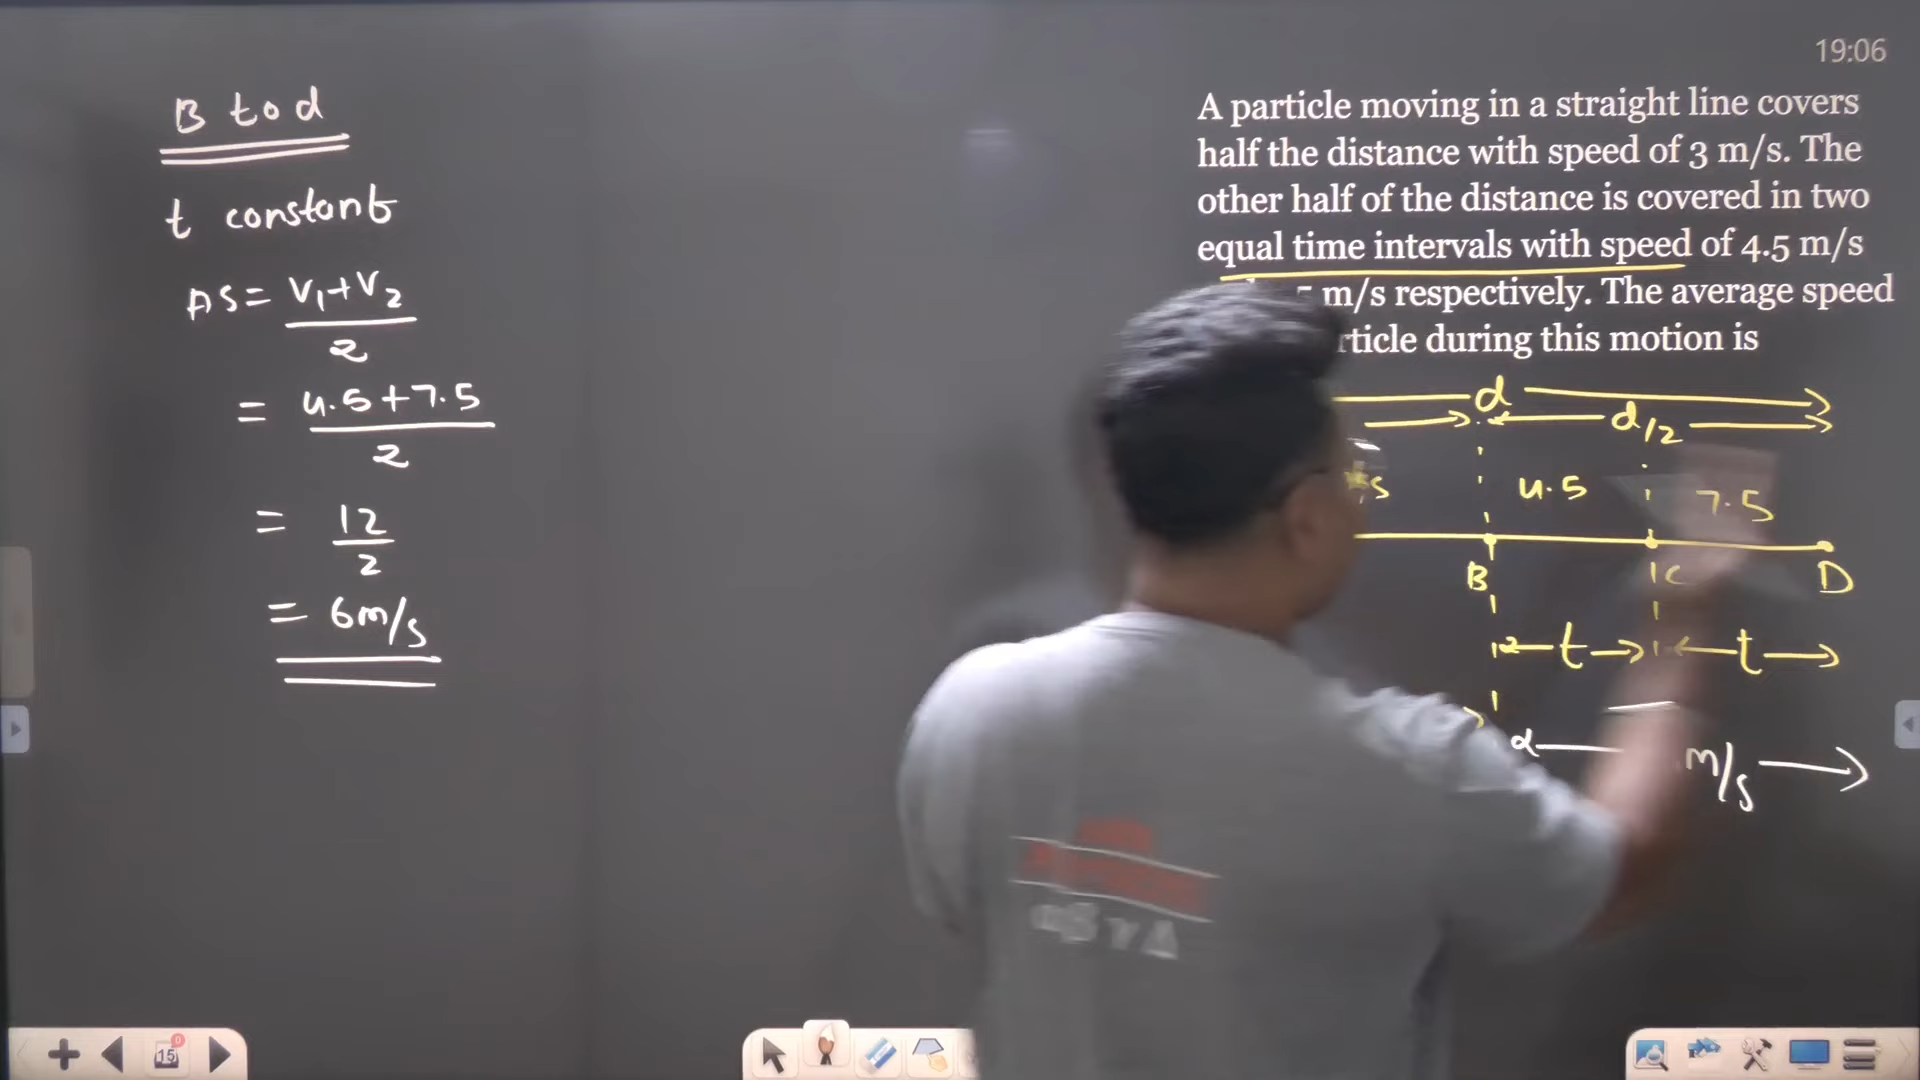 19:06
B to d
t constant
AS = V1+V2
2
= 4.5+7.5
2
= 12
2
= 6m/s
A particle moving in a straight line covers
half the distance with speed of 3 m/s. The
other half of the distance is covered in two
equal time intervals with speed of 4.5 m/s
m/s respectively. The average speed
during this motion is
d
d/2
4.5
7.5
B
C
D
t
t
m/s
αβγΔ
15